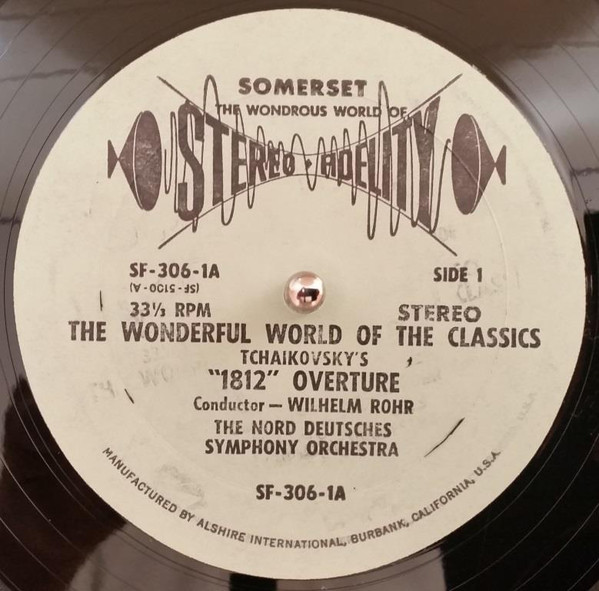 SOMERSET
THE WONDROUS WORLD OF
STEREO • FIDELITY
SF-306-1A
SIDE 1
(SF-5100-A)
33⅓ RPM
STEREO
THE WONDERFUL WORLD OF THE CLASSICS
TCHAIKOVSKY'S
"1812" OVERTURE
Conductor — WILHELM ROHR
THE NORD DEUTSCHES
SYMPHONY ORCHESTRA
SF-306-1A
MANUFACTURED BY ALSHIRE INTERNATIONAL, BURBANK, CALIFORNIA, U.S.A.